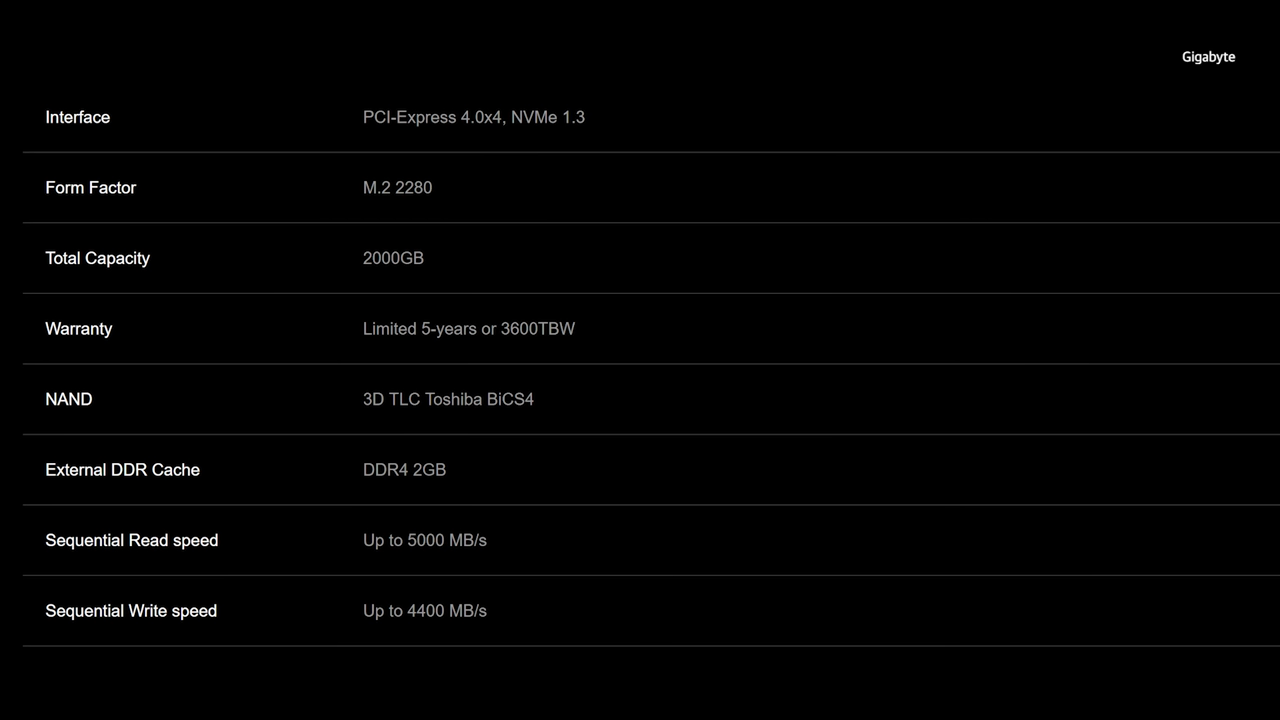 Gigabyte
Interface PCI-Express 4.0x4, NVMe 1.3
Form Factor M.2 2280
Total Capacity 2000GB
Warranty Limited 5-years or 3600TBW
NAND 3D TLC Toshiba BiCS4
External DDR Cache DDR4 2GB
Sequential Read speed Up to 5000 MB/s
Sequential Write speed Up to 4400 MB/s